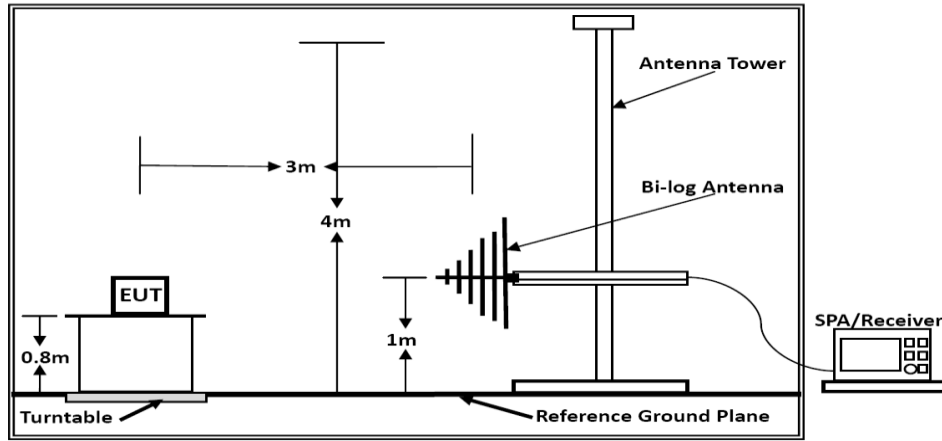 Antenna Tower
3m
Bi-log Antenna
4m
EUT
SPA/Receiver
1m
0.8m
Turntable
Reference Ground Plane